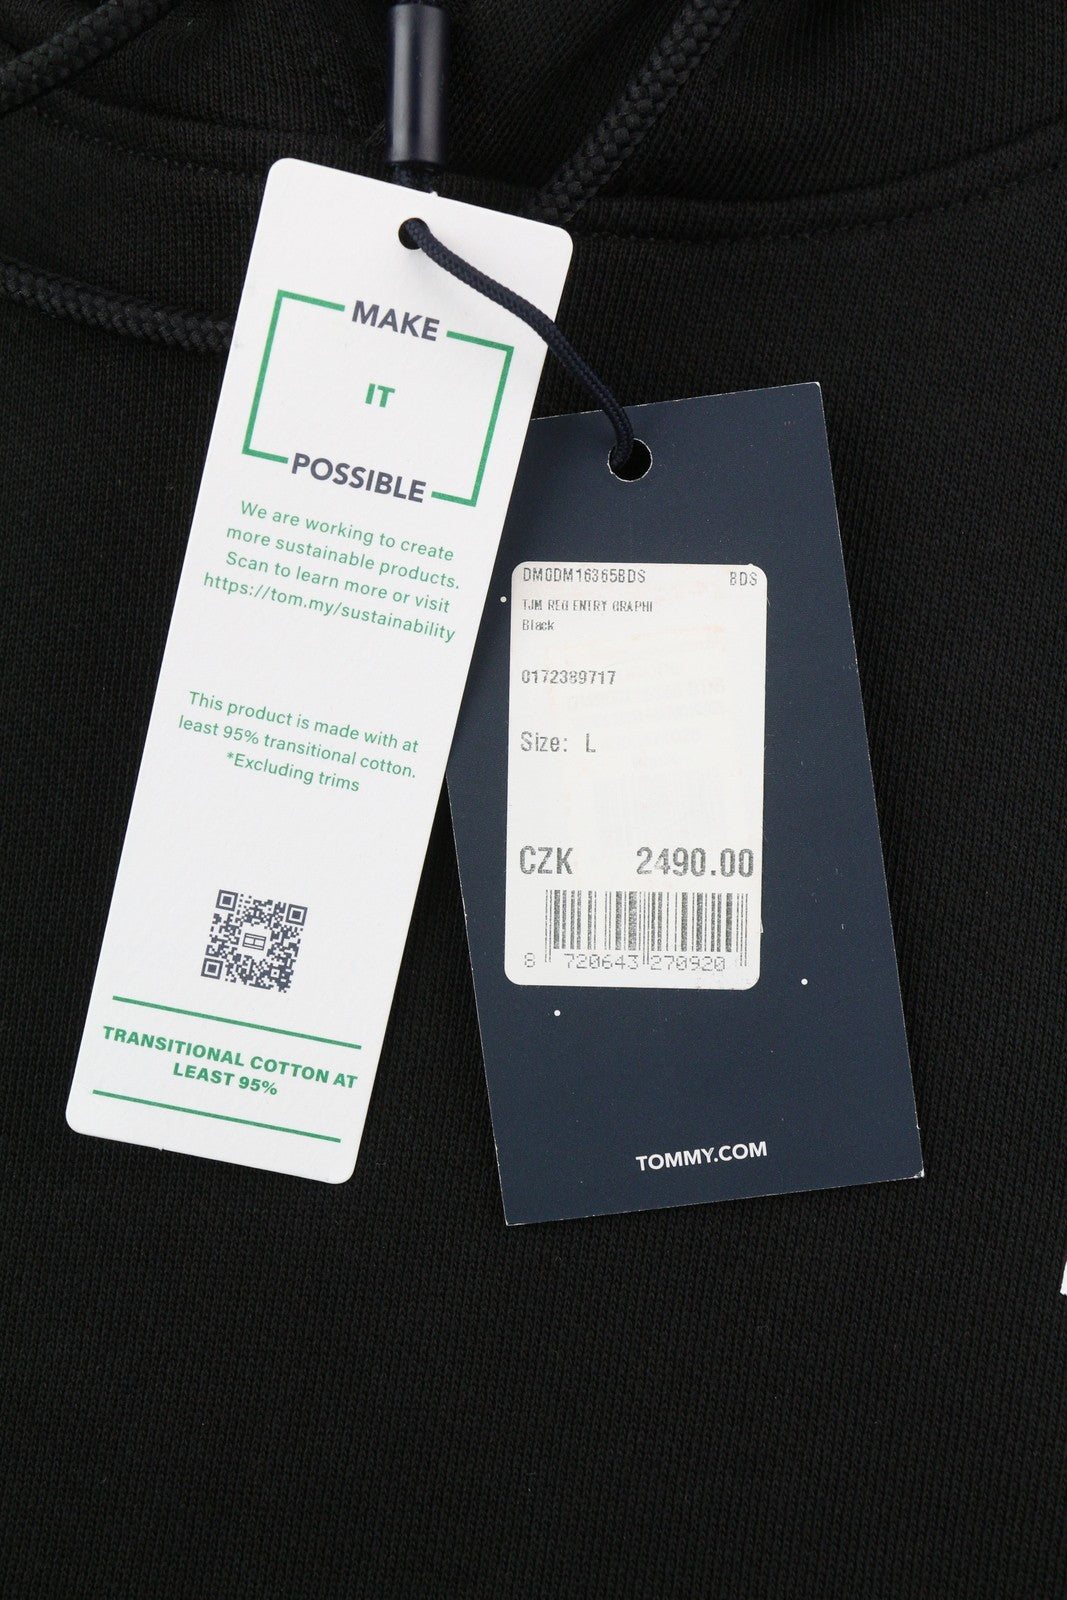 MAKE
IT
POSSIBLE
We are working to create
more sustainable products.
Scan to learn more or visit
https://tom.my/sustainability
This product is made with at
least 95% transitional cotton.
*Excluding trims
TRANSITIONAL COTTON AT
LEAST 95%
DM0DM16365BDS BDS
TJM REG ENTRY GRAPHI
Black
0172389717
Size: L
CZK 2490.00
8 720643 270920
TOMMY.COM